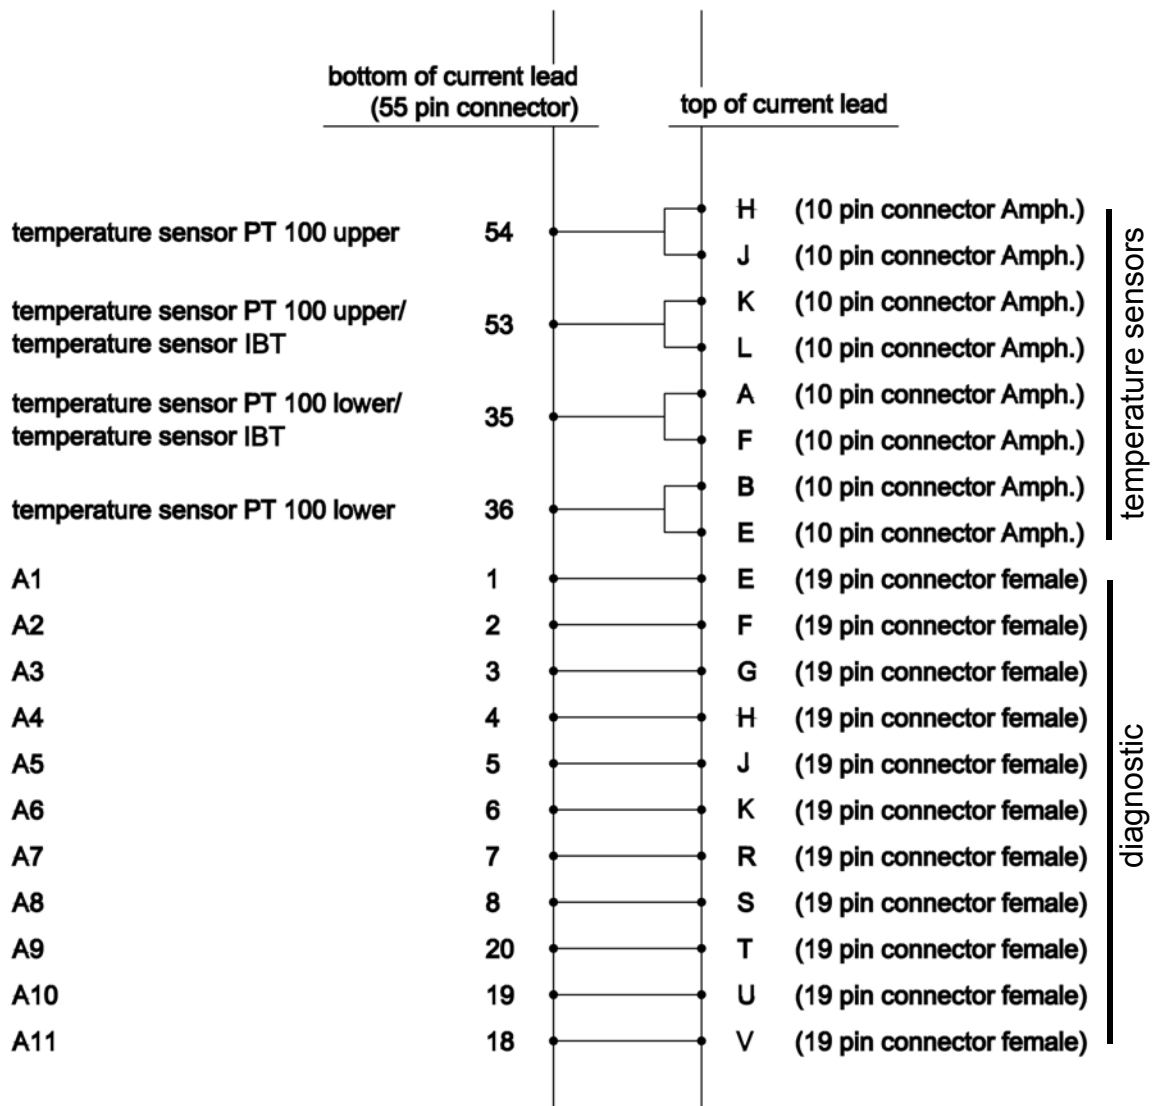 bottom of current lead
(55 pin connector)
top of current lead
H (10 pin connector Amph.)
temperature sensor PT 100 upper 54
J (10 pin connector Amph.)
K (10 pin connector Amph.)
temperature sensor PT 100 upper/
temperature sensor IBT 53
L (10 pin connector Amph.)
A (10 pin connector Amph.)
temperature sensor PT 100 lower/
temperature sensor IBT 35
F (10 pin connector Amph.)
B (10 pin connector Amph.)
temperature sensor PT 100 lower 36
E (10 pin connector Amph.)
temperature sensors
A1 1 E (19 pin connector female)
A2 2 F (19 pin connector female)
A3 3 G (19 pin connector female)
A4 4 H (19 pin connector female)
A5 5 J (19 pin connector female)
A6 6 K (19 pin connector female)
A7 7 R (19 pin connector female)
A8 8 S (19 pin connector female)
A9 20 T (19 pin connector female)
A10 19 U (19 pin connector female)
A11 18 V (19 pin connector female)
diagnostic